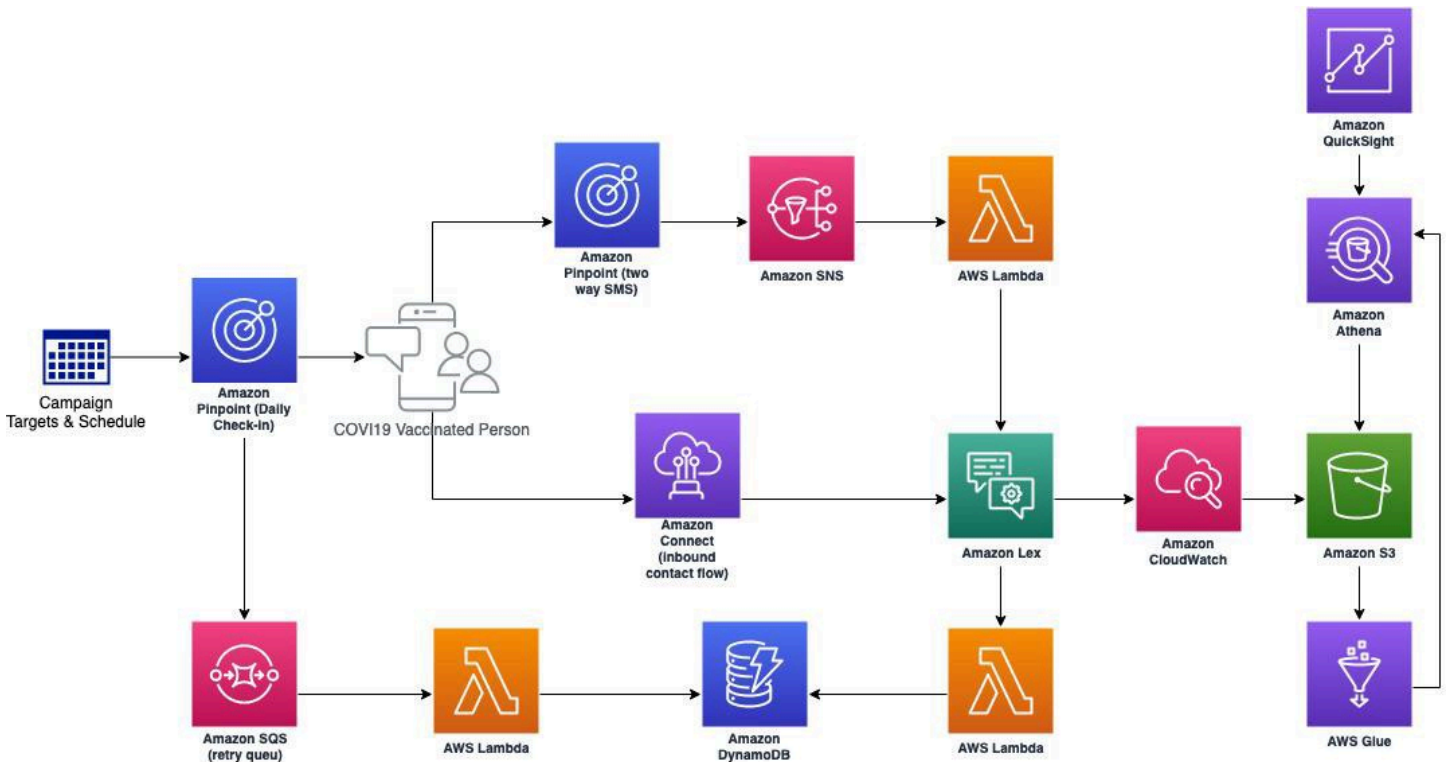 Amazon
QuickSight
Amazon
Pinpoint (two
way SMS)
Amazon SNS
AWS Lambda
Amazon
Athena
Campaign
Targets & Schedule
Amazon
Pinpoint (Daily
Check-in)
COVI19 Vaccinated Person
Amazon
Connect
(inbound
contact flow)
Amazon Lex
Amazon
CloudWatch
Amazon S3
Amazon SQS
(retry queu)
AWS Lambda
Amazon
DynamoDB
AWS Lambda
AWS Glue